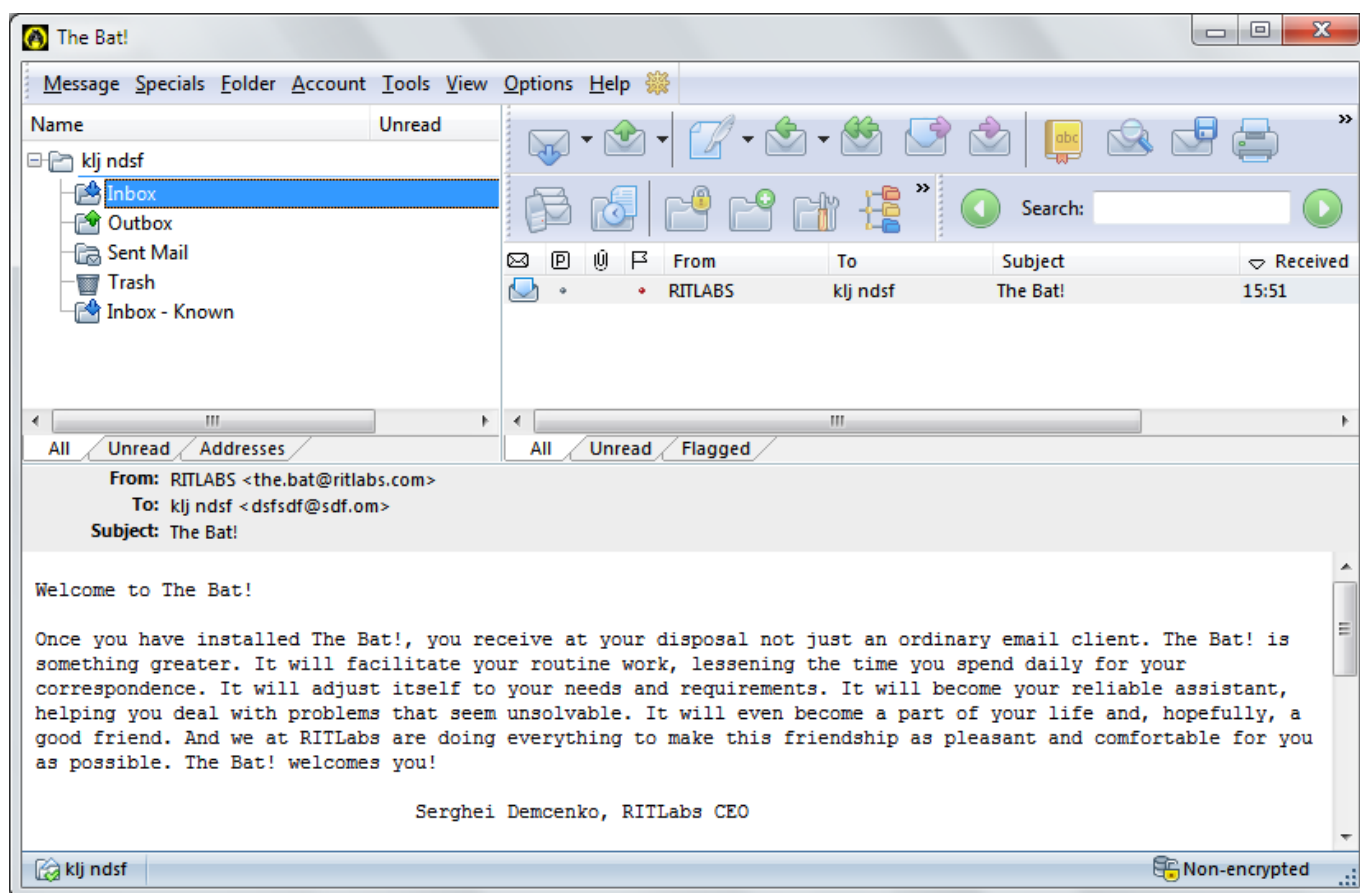 The Bat!
Message Specials Folder Account Tools View Options Help
Name Unread
klj ndsf
Inbox
Outbox
Sent Mail
Trash
Inbox - Known
All Unread Addresses
abc
Search:
P From To Subject Received
RITLABS klj ndsf The Bat! 15:51
All Unread Flagged
From: RITLABS <the.bat@ritlabs.com>
To: klj ndsf <dsfsdf@sdf.om>
Subject: The Bat!
Welcome to The Bat!
Once you have installed The Bat!, you receive at your disposal not just an ordinary email client. The Bat! is
something greater. It will facilitate your routine work, lessening the time you spend daily for your
correspondence. It will adjust itself to your needs and requirements. It will become your reliable assistant,
helping you deal with problems that seem unsolvable. It will even become a part of your life and, hopefully, a
good friend. And we at RITLabs are doing everything to make this friendship as pleasant and comfortable for you
as possible. The Bat! welcomes you!
Serghei Demcenko, RITLabs CEO
klj ndsf Non-encrypted